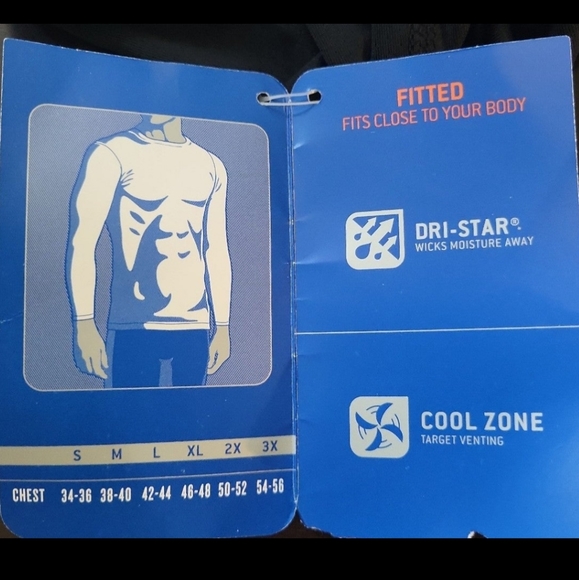 S M L XL 2X 3X
CHEST 34-36 38-40 42-44 46-48 50-52 54-56
FITTED
FITS CLOSE TO YOUR BODY
DRI-STAR®
WICKS MOISTURE AWAY
COOL ZONE
TARGET VENTING